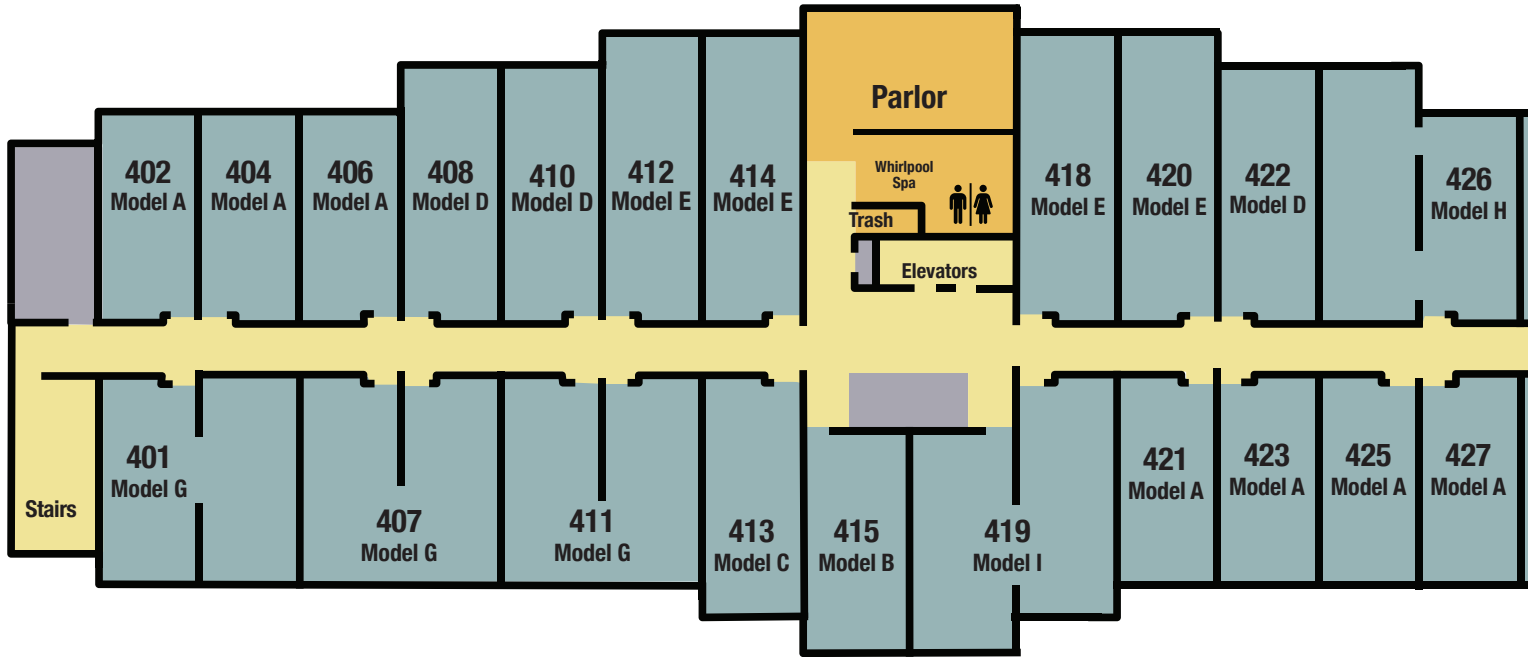 Parlor
Whirlpool
Spa
Trash
Elevators
402
Model A
404
Model A
406
Model A
408
Model D
410
Model D
412
Model E
414
Model E
418
Model E
420
Model E
422
Model D
426
Model H
401
Model G
Stairs
407
Model G
411
Model G
413
Model C
415
Model B
419
Model I
421
Model A
423
Model A
425
Model A
427
Model A